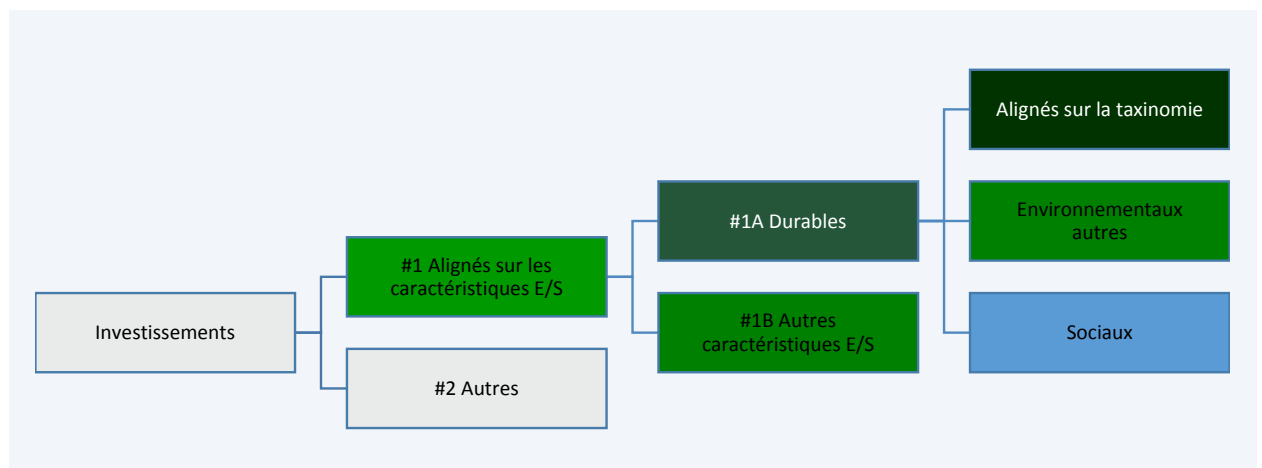 Alignés sur la taxinomie
#1A Durables
Environnementaux
autres
#1 Alignés sur les
caractéristiques E/S
Investissements
#1B Autres
caractéristiques E/S
Sociaux
#2 Autres